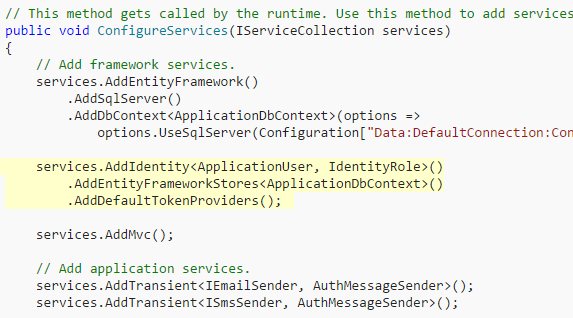 // This method gets called by the runtime. Use this method to add services
public void ConfigureServices(IServiceCollection services)
{
    // Add framework services.
    services.AddEntityFramework()
        .AddSqlServer()
        .AddDbContext<ApplicationDbContext>(options =>
            options.UseSqlServer(Configuration["Data:DefaultConnection:Con

    services.AddIdentity<ApplicationUser, IdentityRole>()
        .AddEntityFrameworkStores<ApplicationDbContext>()
        .AddDefaultTokenProviders();

    services.AddMvc();

    // Add application services.
    services.AddTransient<IEmailSender, AuthMessageSender>();
    services.AddTransient<ISmsSender, AuthMessageSender>();